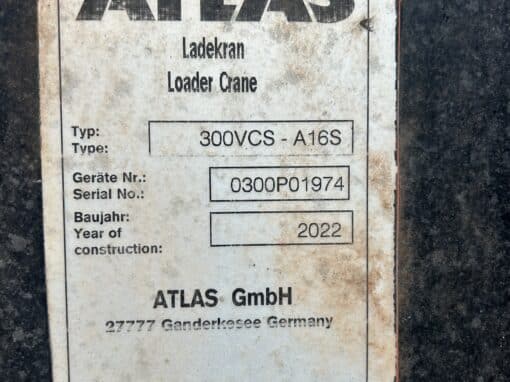 ATLAS
Ladekran
Loader Crane
Typ:
Type:
300VCS - A16S
Geräte Nr.:
Serial No.:
0300P01974
Baujahr:
Year of
construction:
2022
ATLAS GmbH
27777 Ganderkesee Germany